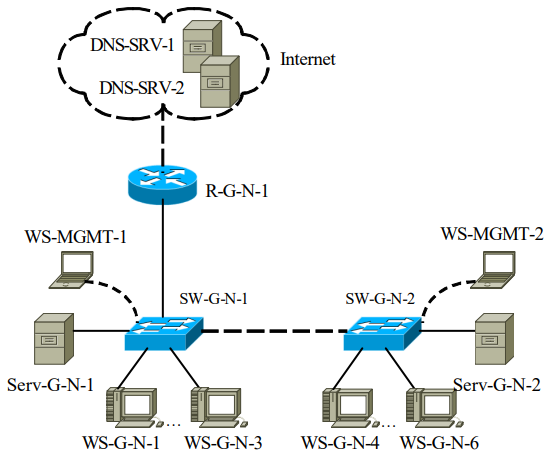 DNS-SRV-1
Internet
DNS-SRV-2
R-G-N-1
WS-MGMT-1
WS-MGMT-2
SW-G-N-1
SW-G-N-2
Serv-G-N-1
Serv-G-N-2
...
...
WS-G-N-1
WS-G-N-3
WS-G-N-4
WS-G-N-6